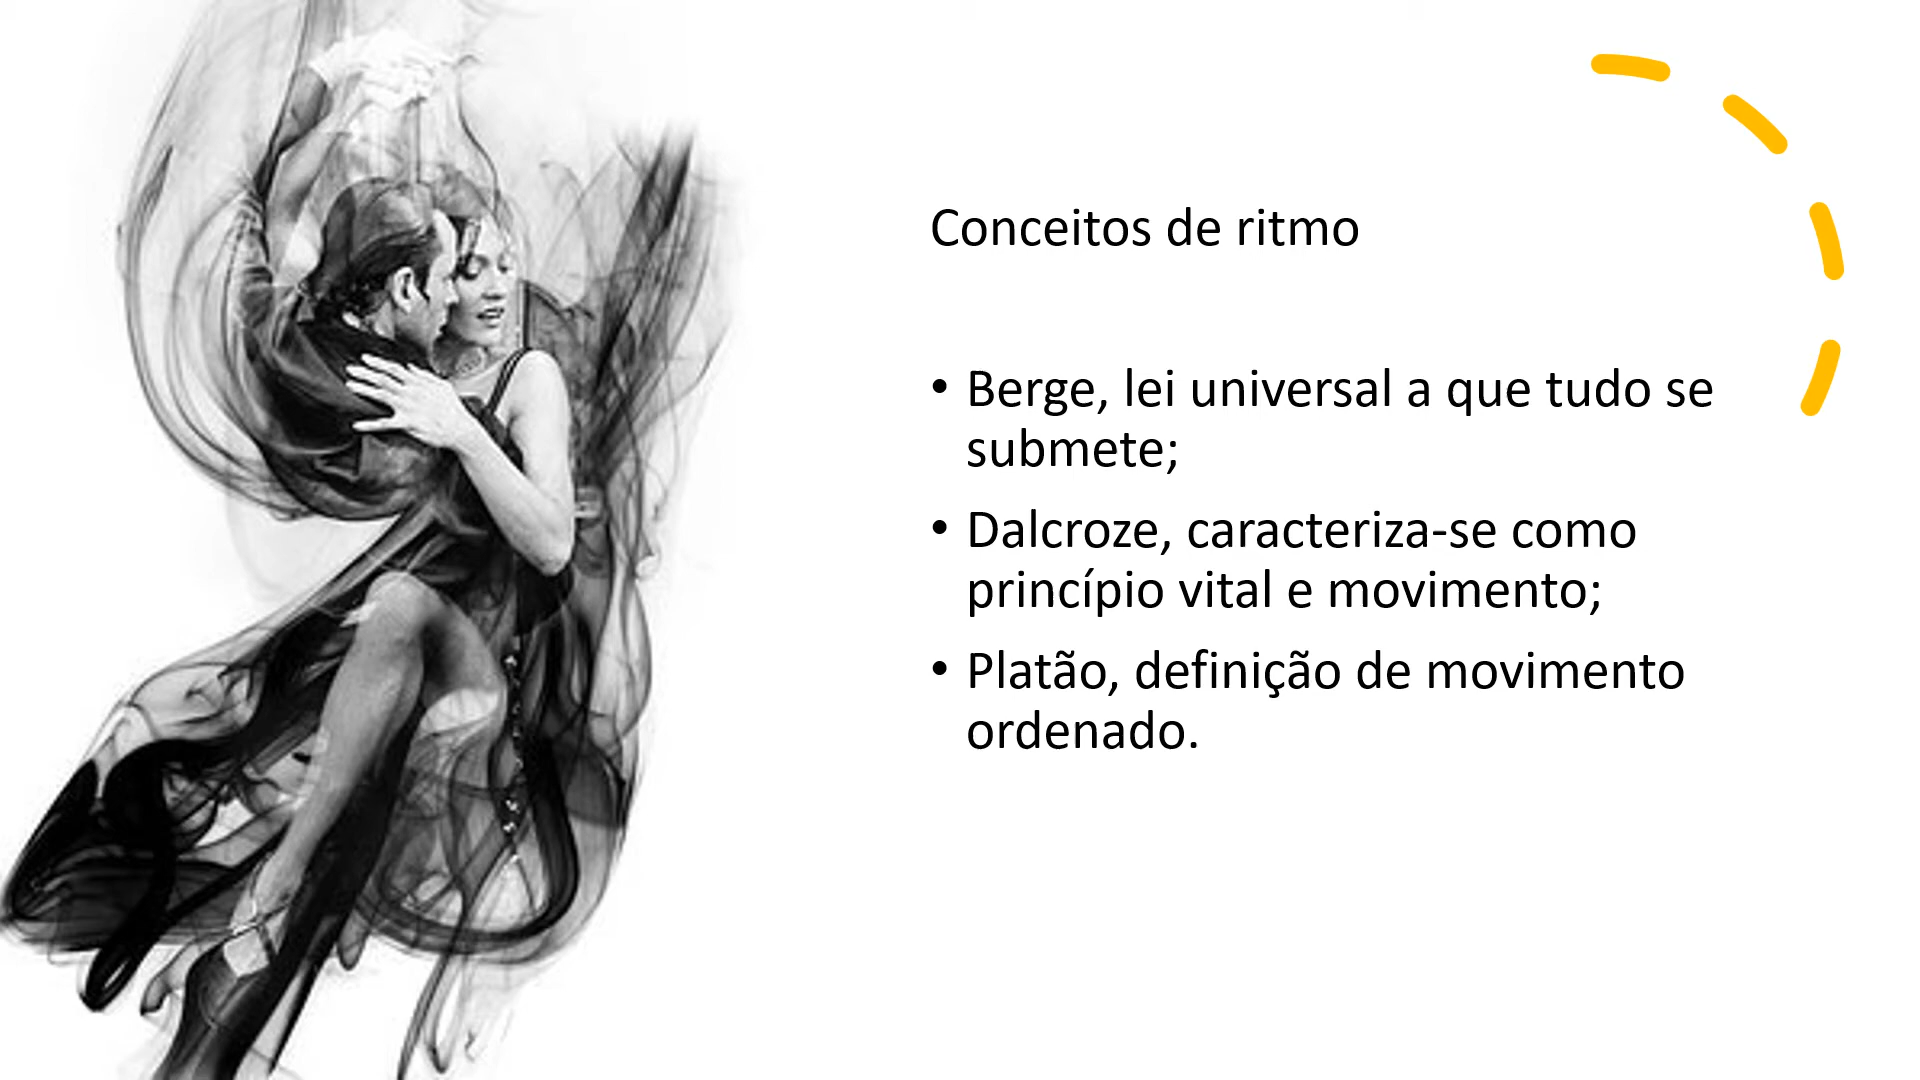 Conceitos de ritmo
• Berge, lei universal a que tudo se
submete;
• Dalcroze, caracteriza-se como
princípio vital e movimento;
• Platão, definição de movimento
ordenado.